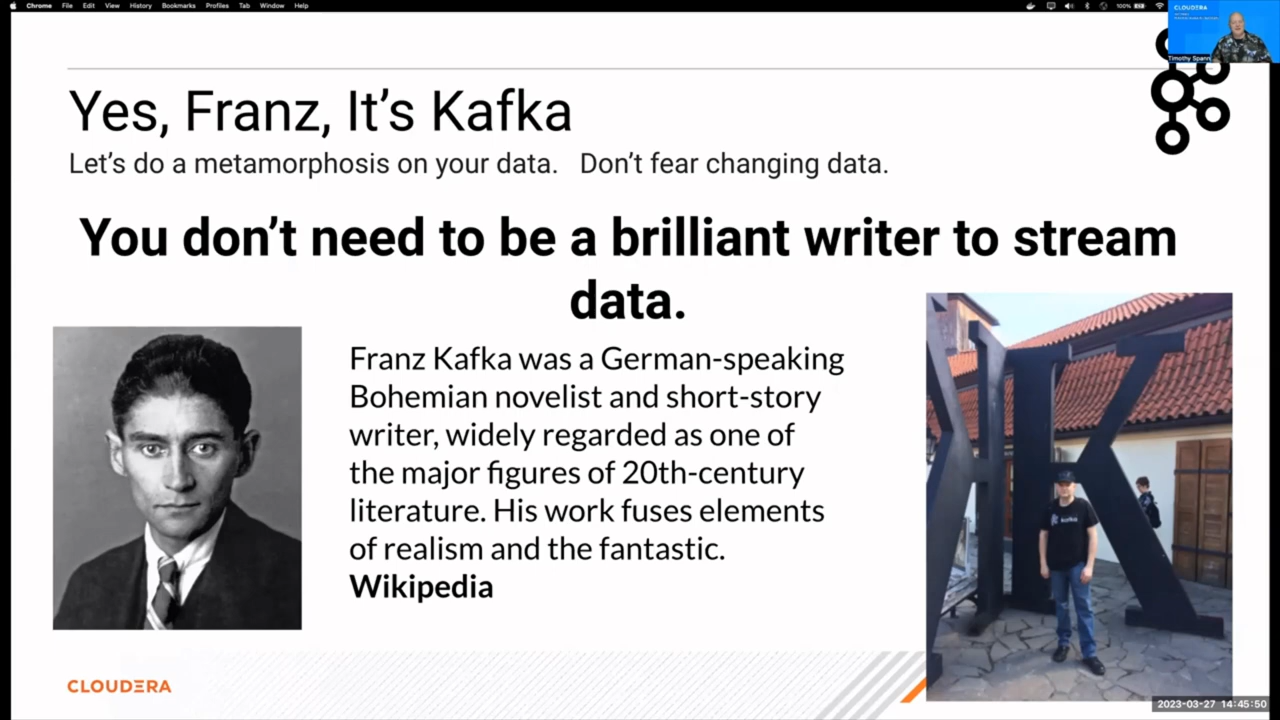 Chrome File Edit View History Bookmarks Profiles Tab Window Help
100%
CLOUDERA
Timothy Spann
Yes, Franz, It's Kafka
Let's do a metamorphosis on your data. Don't fear changing data.
You don't need to be a brilliant writer to stream
data.
Franz Kafka was a German-speaking
Bohemian novelist and short-story
writer, widely regarded as one of
the major figures of 20th-century
literature. His work fuses elements
of realism and the fantastic.
Wikipedia
K
kafka
CLOUDERA
2023-03-27 14:45:50